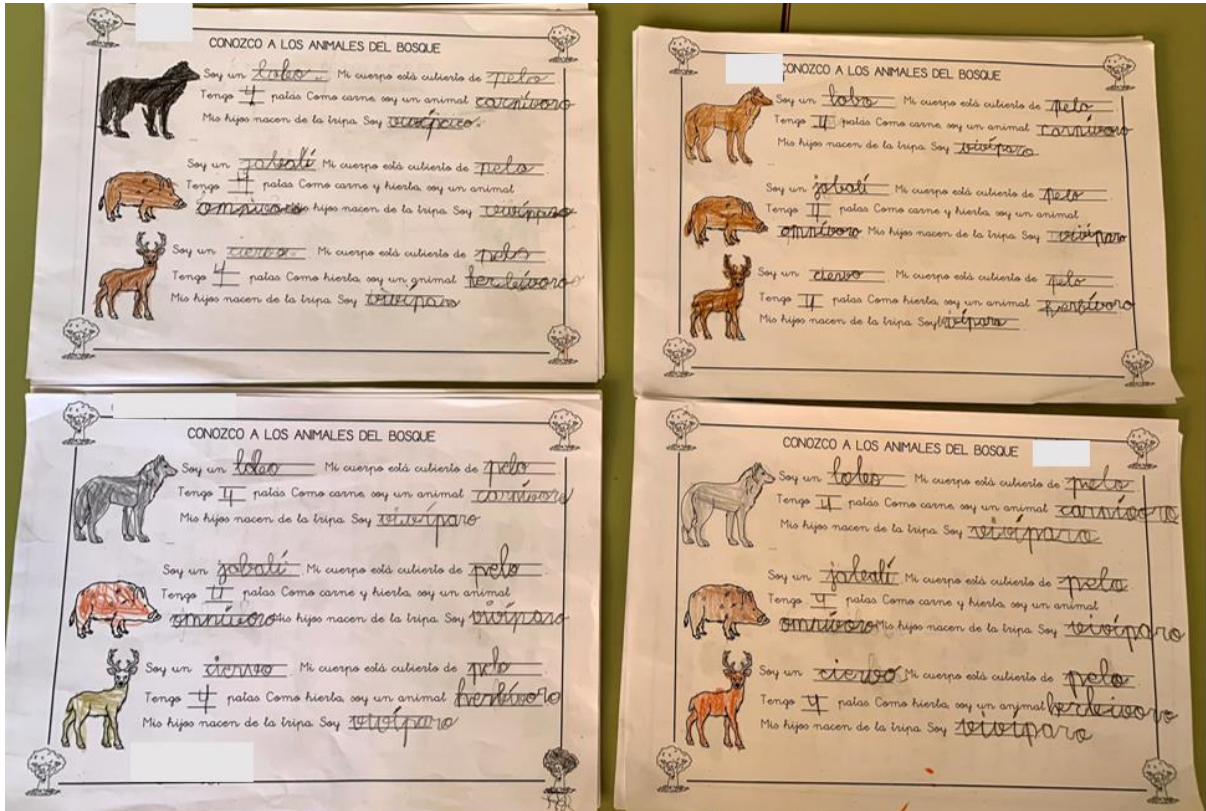 CONOZCO A LOS ANIMALES DEL BOSQUE
Soy un lobo. Mi cuerpo está cubierto de pelo
Tengo 4 patas Como carne, soy un animal carnívoro
Mis hijos nacen de la tripa. Soy vivíparo.
Soy un jabalí Mi cuerpo está cubierto de pelo
Tengo 4 patas Como carne y hierba, soy un animal
omnívoro Mis hijos nacen de la tripa. Soy vivíparo
Soy un ciervo. Mi cuerpo está cubierto de pelo
Tengo 4 patas Como hierba, soy un animal herbívoro
Mis hijos nacen de la tripa. Soy vivíparo
CONOZCO A LOS ANIMALES DEL BOSQUE
Soy un lobo Mi cuerpo está cubierto de pelo
Tengo 4 patas Como carne, soy un animal carnívoro
Mis hijos nacen de la tripa. Soy vivíparo
Soy un jabalí Mi cuerpo está cubierto de pelo
Tengo 4 patas Como carne y hierba, soy un animal
omnívoro Mis hijos nacen de la tripa. Soy vivíparo
Soy un ciervo Mi cuerpo está cubierto de pelo
Tengo 4 patas Como hierba, soy un animal herbívoro
Mis hijos nacen de la tripa. Soy vivíparo
CONOZCO A LOS ANIMALES DEL BOSQUE
Soy un lobo Mi cuerpo está cubierto de pelo
Tengo 4 patas Como carne, soy un animal carnívoro
Mis hijos nacen de la tripa. Soy vivíparo
Soy un jabalí. Mi cuerpo está cubierto de pelo
Tengo 4 patas Como carne y hierba, soy un animal
omnívoro Mis hijos nacen de la tripa. Soy vivíparo
Soy un ciervo Mi cuerpo está cubierto de pelo
Tengo 4 patas Como hierba, soy un animal herbívoro
Mis hijos nacen de la tripa. Soy vivíparo
CONOZCO A LOS ANIMALES DEL BOSQUE
Soy un lobo Mi cuerpo está cubierto de pelo
Tengo 4 patas Como carne, soy un animal carníoro
Mis hijos nacen de la tripa. Soy vivíparo
Soy un jabalí Mi cuerpo está cubierto de pelo
Tengo 4 patas Como carne y hierba, soy un animal
omnívoro Mis hijos nacen de la tripa. Soy vivíparo
Soy un ciervo Mi cuerpo está cubierto de pelo
Tengo 4 patas Como hierba, soy un animal herbivoro
Mis hijos nacen de la tripa. Soy vivíparo